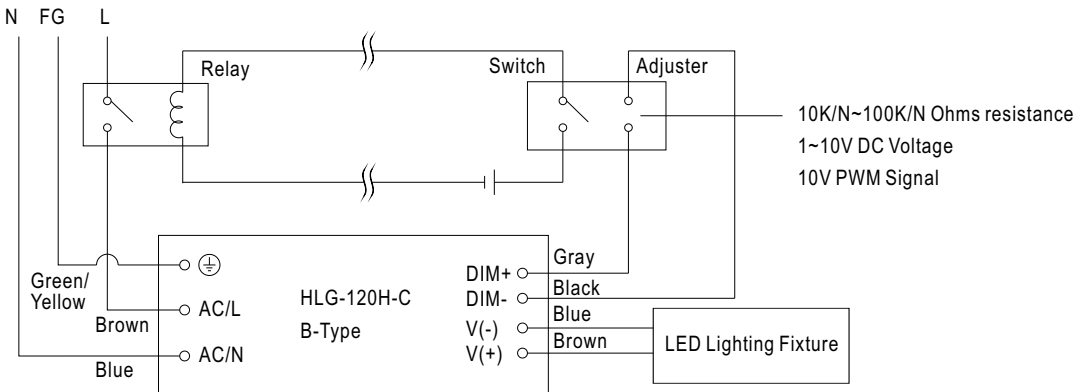 N FG L
Relay
Switch
Adjuster
10K/N~100K/N Ohms resistance
1~10V DC Voltage
10V PWM Signal
Green/
Yellow
Brown
Blue
AC/L
AC/N
HLG-120H-C
B-Type
DIM+
DIM-
V(-)
V(+)
Gray
Black
Blue
Brown
LED Lighting Fixture